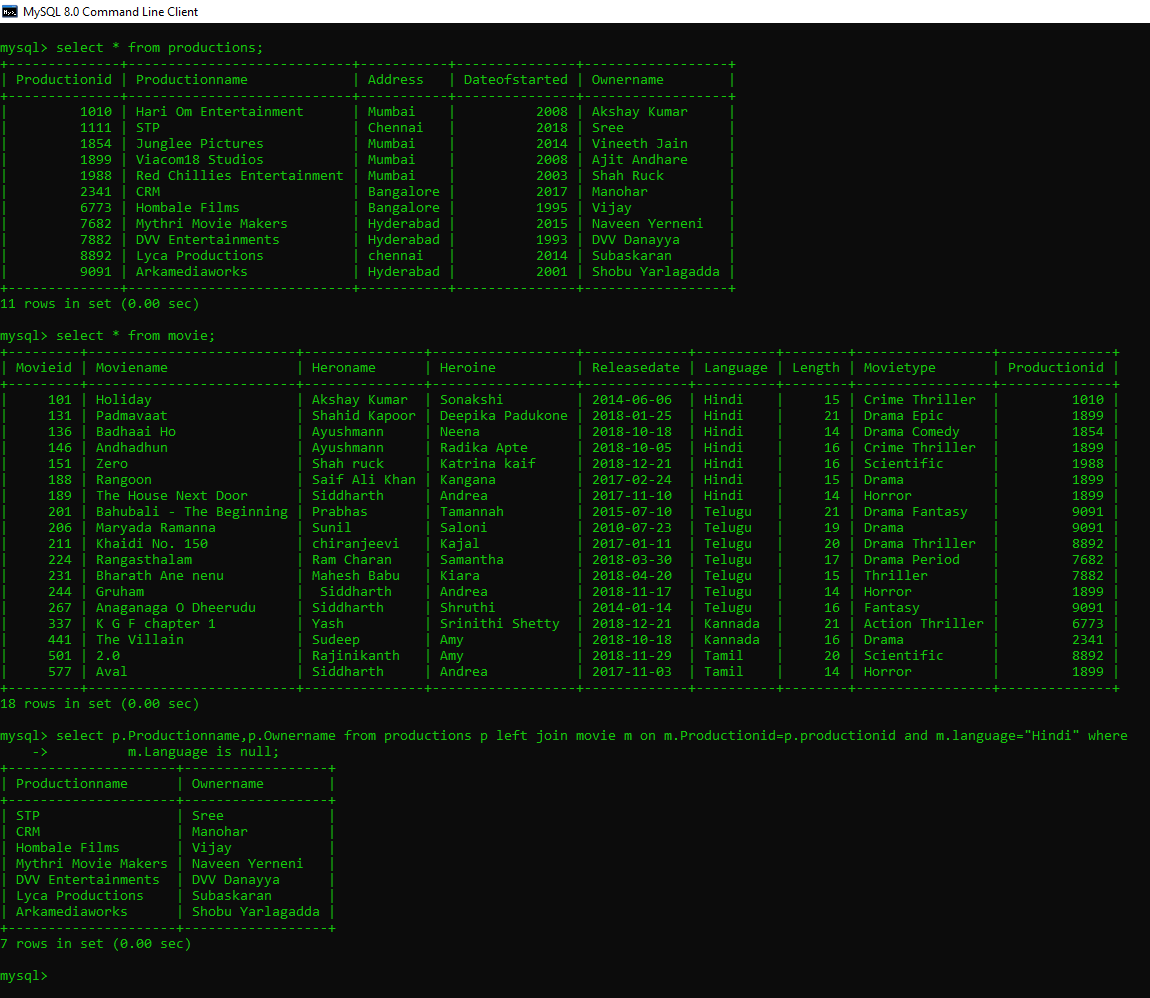 MySQL 8.0 Command Line Client
mysql> select * from productions;
+--------------+----------------------------+-----------+---------------+------------------+
| Productionid | Productionname             | Address   | Dateofstarted | Ownername        |
+--------------+----------------------------+-----------+---------------+------------------+
|         1010 | Hari Om Entertainment      | Mumbai    |          2008 | Akshay Kumar     |
|         1111 | STP                        | Chennai   |          2018 | Sree             |
|         1854 | Junglee Pictures           | Mumbai    |          2014 | Vineeth Jain     |
|         1899 | Viacom18 Studios           | Mumbai    |          2008 | Ajit Andhare     |
|         1988 | Red Chillies Entertainment | Mumbai    |          2003 | Shah Ruck        |
|         2341 | CRM                        | Bangalore |          2017 | Manohar          |
|         6773 | Hombale Films              | Bangalore |          1995 | Vijay            |
|         7682 | Mythri Movie Makers        | Hyderabad |          2015 | Naveen Yerneni   |
|         7882 | DVV Entertainments         | Hyderabad |          1993 | DVV Danayya      |
|         8892 | Lyca Productions           | chennai   |          2014 | Subaskaran       |
|         9091 | Arkamediaworks             | Hyderabad |          2001 | Shobu Yarlagadda |
+--------------+----------------------------+-----------+---------------+------------------+
11 rows in set (0.00 sec)
mysql> select * from movie;
+---------+--------------------------+---------------+------------------+-------------+----------+--------+-----------------+--------------+
| Movieid | Moviename                | Heroname      | Heroine          | Releasedate | Language | Length | Movietype       | Productionid |
+---------+--------------------------+---------------+------------------+-------------+----------+--------+-----------------+--------------+
|     101 | Holiday                  | Akshay Kumar  | Sonakshi         | 2014-06-06  | Hindi    |     15 | Crime Thriller  |         1010 |
|     131 | Padmavaat                | Shahid Kapoor | Deepika Padukone | 2018-01-25  | Hindi    |     21 | Drama Epic      |         1899 |
|     136 | Badhaai Ho               | Ayushmann     | Neena            | 2018-10-18  | Hindi    |     14 | Drama Comedy    |         1854 |
|     146 | Andhadhun                | Ayushmann     | Radika Apte      | 2018-10-05  | Hindi    |     16 | Crime Thriller  |         1899 |
|     151 | Zero                     | Shah ruck     | Katrina kaif     | 2018-12-21  | Hindi    |     16 | Scientific      |         1988 |
|     188 | Rangoon                  | Saif Ali Khan | Kangana          | 2017-02-24  | Hindi    |     15 | Drama           |         1899 |
|     189 | The House Next Door      | Siddharth     | Andrea           | 2017-11-10  | Hindi    |     14 | Horror          |         1899 |
|     201 | Bahubali - The Beginning | Prabhas       | Tamannah         | 2015-07-10  | Telugu   |     21 | Drama Fantasy   |         9091 |
|     206 | Maryada Ramanna          | Sunil         | Saloni           | 2010-07-23  | Telugu   |     19 | Drama           |         9091 |
|     211 | Khaidi No. 150           | chiranjeevi   | Kajal            | 2017-01-11  | Telugu   |     20 | Drama Thriller  |         8892 |
|     224 | Rangasthalam             | Ram Charan    | Samantha         | 2018-03-30  | Telugu   |     17 | Drama Period    |         7682 |
|     231 | Bharath Ane nenu         | Mahesh Babu   | Kiara            | 2018-04-20  | Telugu   |     15 | Thriller        |         7882 |
|     244 | Gruham                   |  Siddharth    | Andrea           | 2018-11-17  | Telugu   |     14 | Horror          |         1899 |
|     267 | Anaganaga O Dheerudu     | Siddharth     | Shruthi          | 2014-01-14  | Telugu   |     16 | Fantasy         |         9091 |
|     337 | K G F chapter 1          | Yash          | Srinithi Shetty  | 2018-12-21  | Kannada  |     21 | Action Thriller |         6773 |
|     441 | The Villain              | Sudeep        | Amy              | 2018-10-18  | Kannada  |     16 | Drama           |         2341 |
|     501 | 2.0                      | Rajinikanth   | Amy              | 2018-11-29  | Tamil    |     20 | Scientific      |         8892 |
|     577 | Aval                     | Siddharth     | Andrea           | 2017-11-03  | Tamil    |     14 | Horror          |         1899 |
+---------+--------------------------+---------------+------------------+-------------+----------+--------+-----------------+--------------+
18 rows in set (0.00 sec)
mysql> select p.Productionname,p.Ownername from productions p left join movie m on m.Productionid=p.productionid and m.language="Hindi" where
    ->          m.Language is null;
+---------------------+------------------+
| Productionname      | Ownername        |
+---------------------+------------------+
| STP                 | Sree             |
| CRM                 | Manohar          |
| Hombale Films       | Vijay            |
| Mythri Movie Makers | Naveen Yerneni   |
| DVV Entertainments  | DVV Danayya      |
| Lyca Productions    | Subaskaran       |
| Arkamediaworks      | Shobu Yarlagadda |
+---------------------+------------------+
7 rows in set (0.00 sec)
mysql>